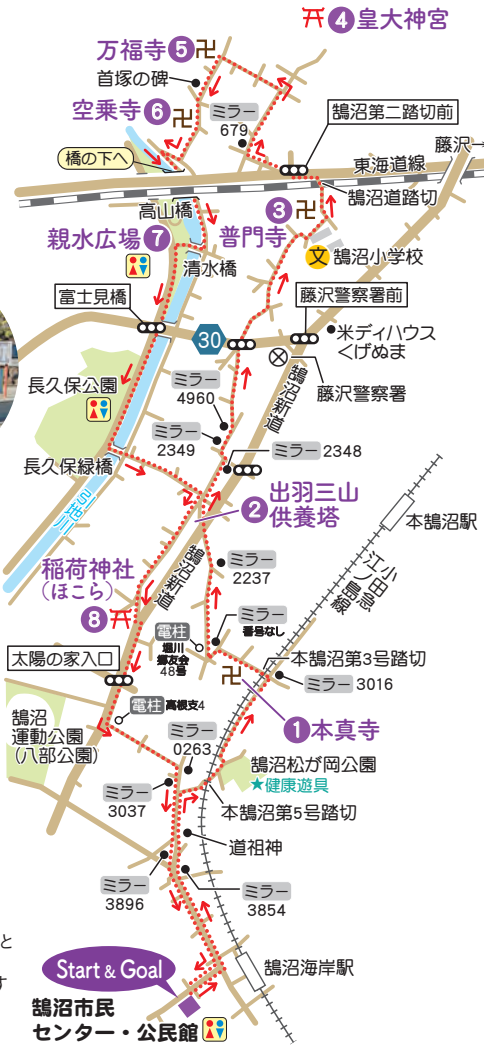 4 皇大神宮
万福寺 5
首塚の碑
空乗寺 6
ミラー
679
鵠沼第二踏切前
藤沢→
橋の下へ
東海道線
高山橋
3
鵠沼道踏切
普門寺
親水広場 7
文 鵠沼小学校
清水橋
富士見橋
藤沢警察署前
30
米ディハウス
くげぬま
ミラー
4960
鵠沼新道
藤沢警察署
長久保公園
ミラー
2349
ミラー 2348
長久保緑橋
引地川
2 出羽三山
供養塔
本鵠沼駅
小田急
江ノ島線
稲荷神社
(ほこら)
8
鵠沼新道
ミラー
2237
電柱
堀川
郷友会
48号
ミラー
番号なし
太陽の家入口
本鵠沼第3号踏切
ミラー 3016
電柱 高根支4
1 本真寺
鵠沼
運動公園
(八部公園)
ミラー
0263
鵠沼松が岡公園
★健康遊具
ミラー
3037
本鵠沼第5号踏切
道祖神
ミラー
3896
ミラー
3854
と
す
Start & Goal
鵠沼海岸駅
鵠沼市民
センター・公民館